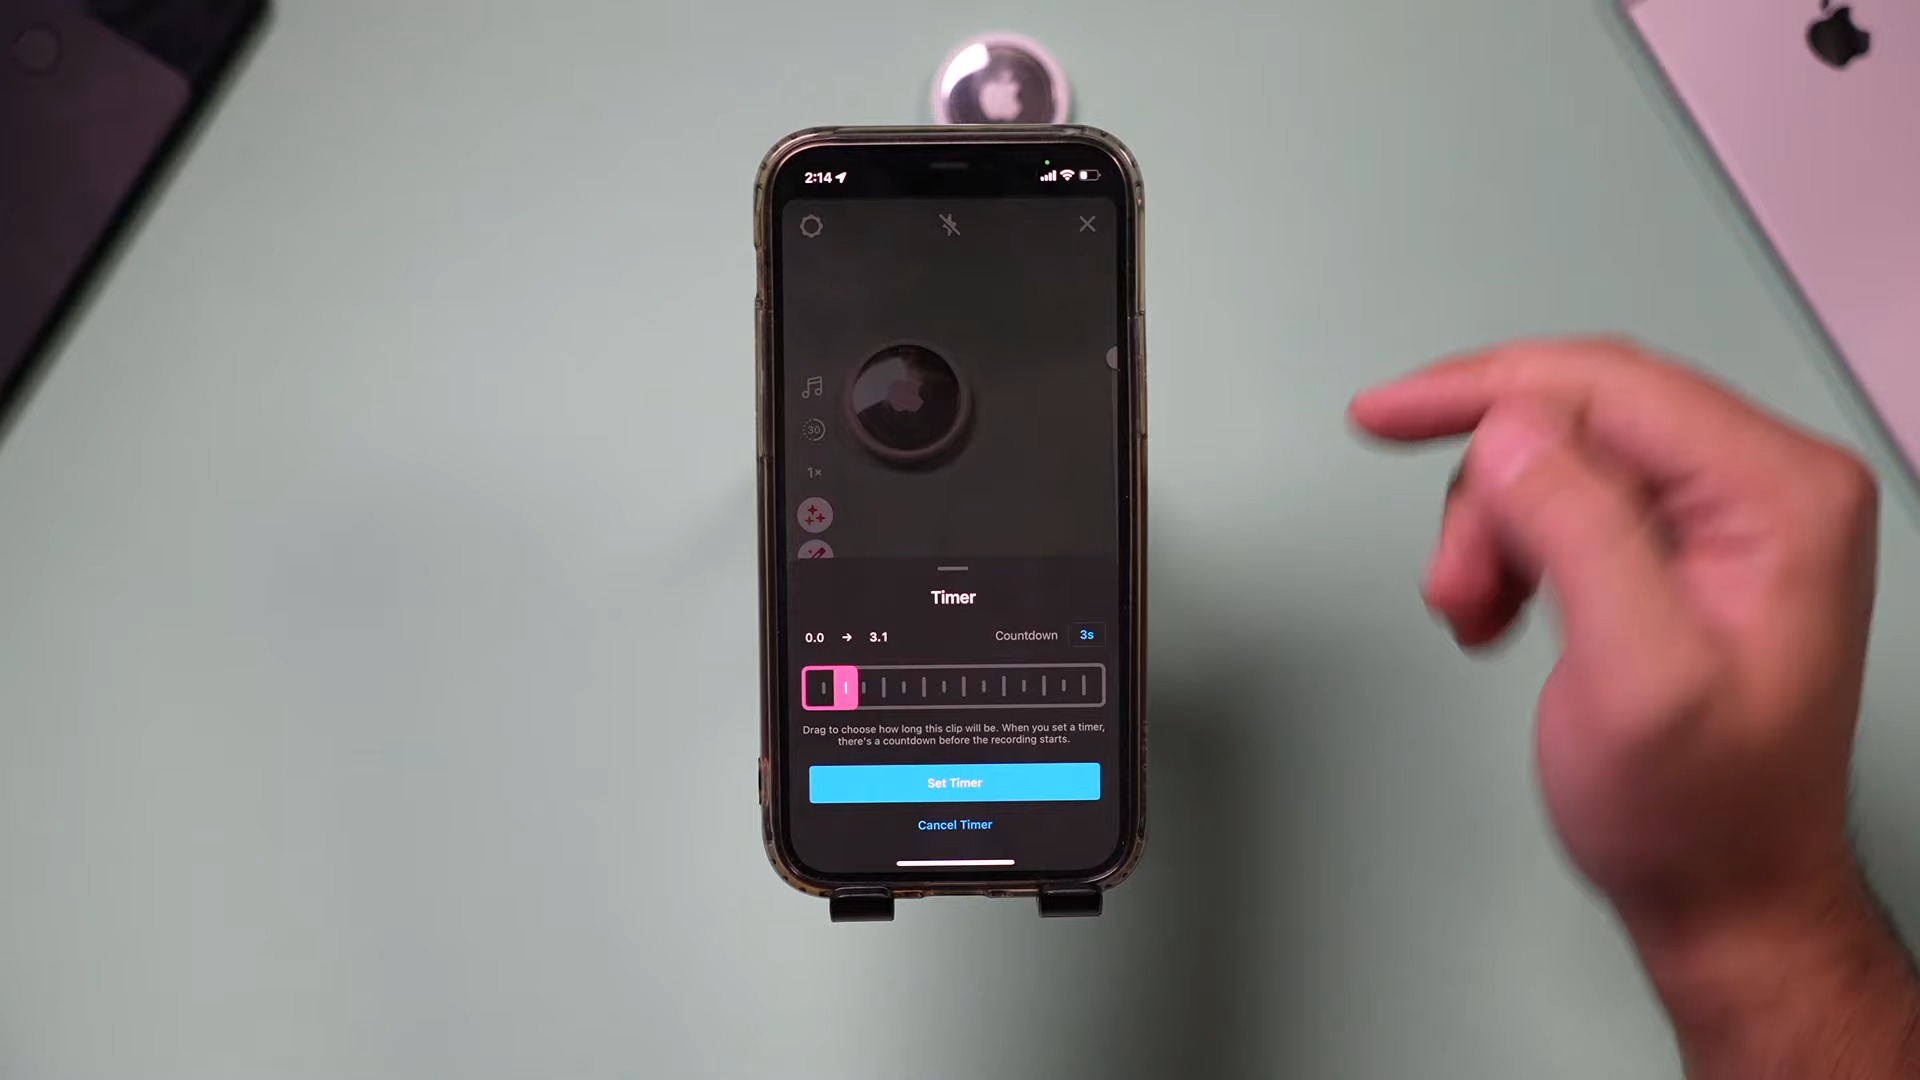 2:14
30
1×
Timer
0.0 → 3.1 Countdown 3s
Drag to choose how long this clip will be. When you set a timer,
there's a countdown before the recording starts.
Set Timer
Cancel Timer